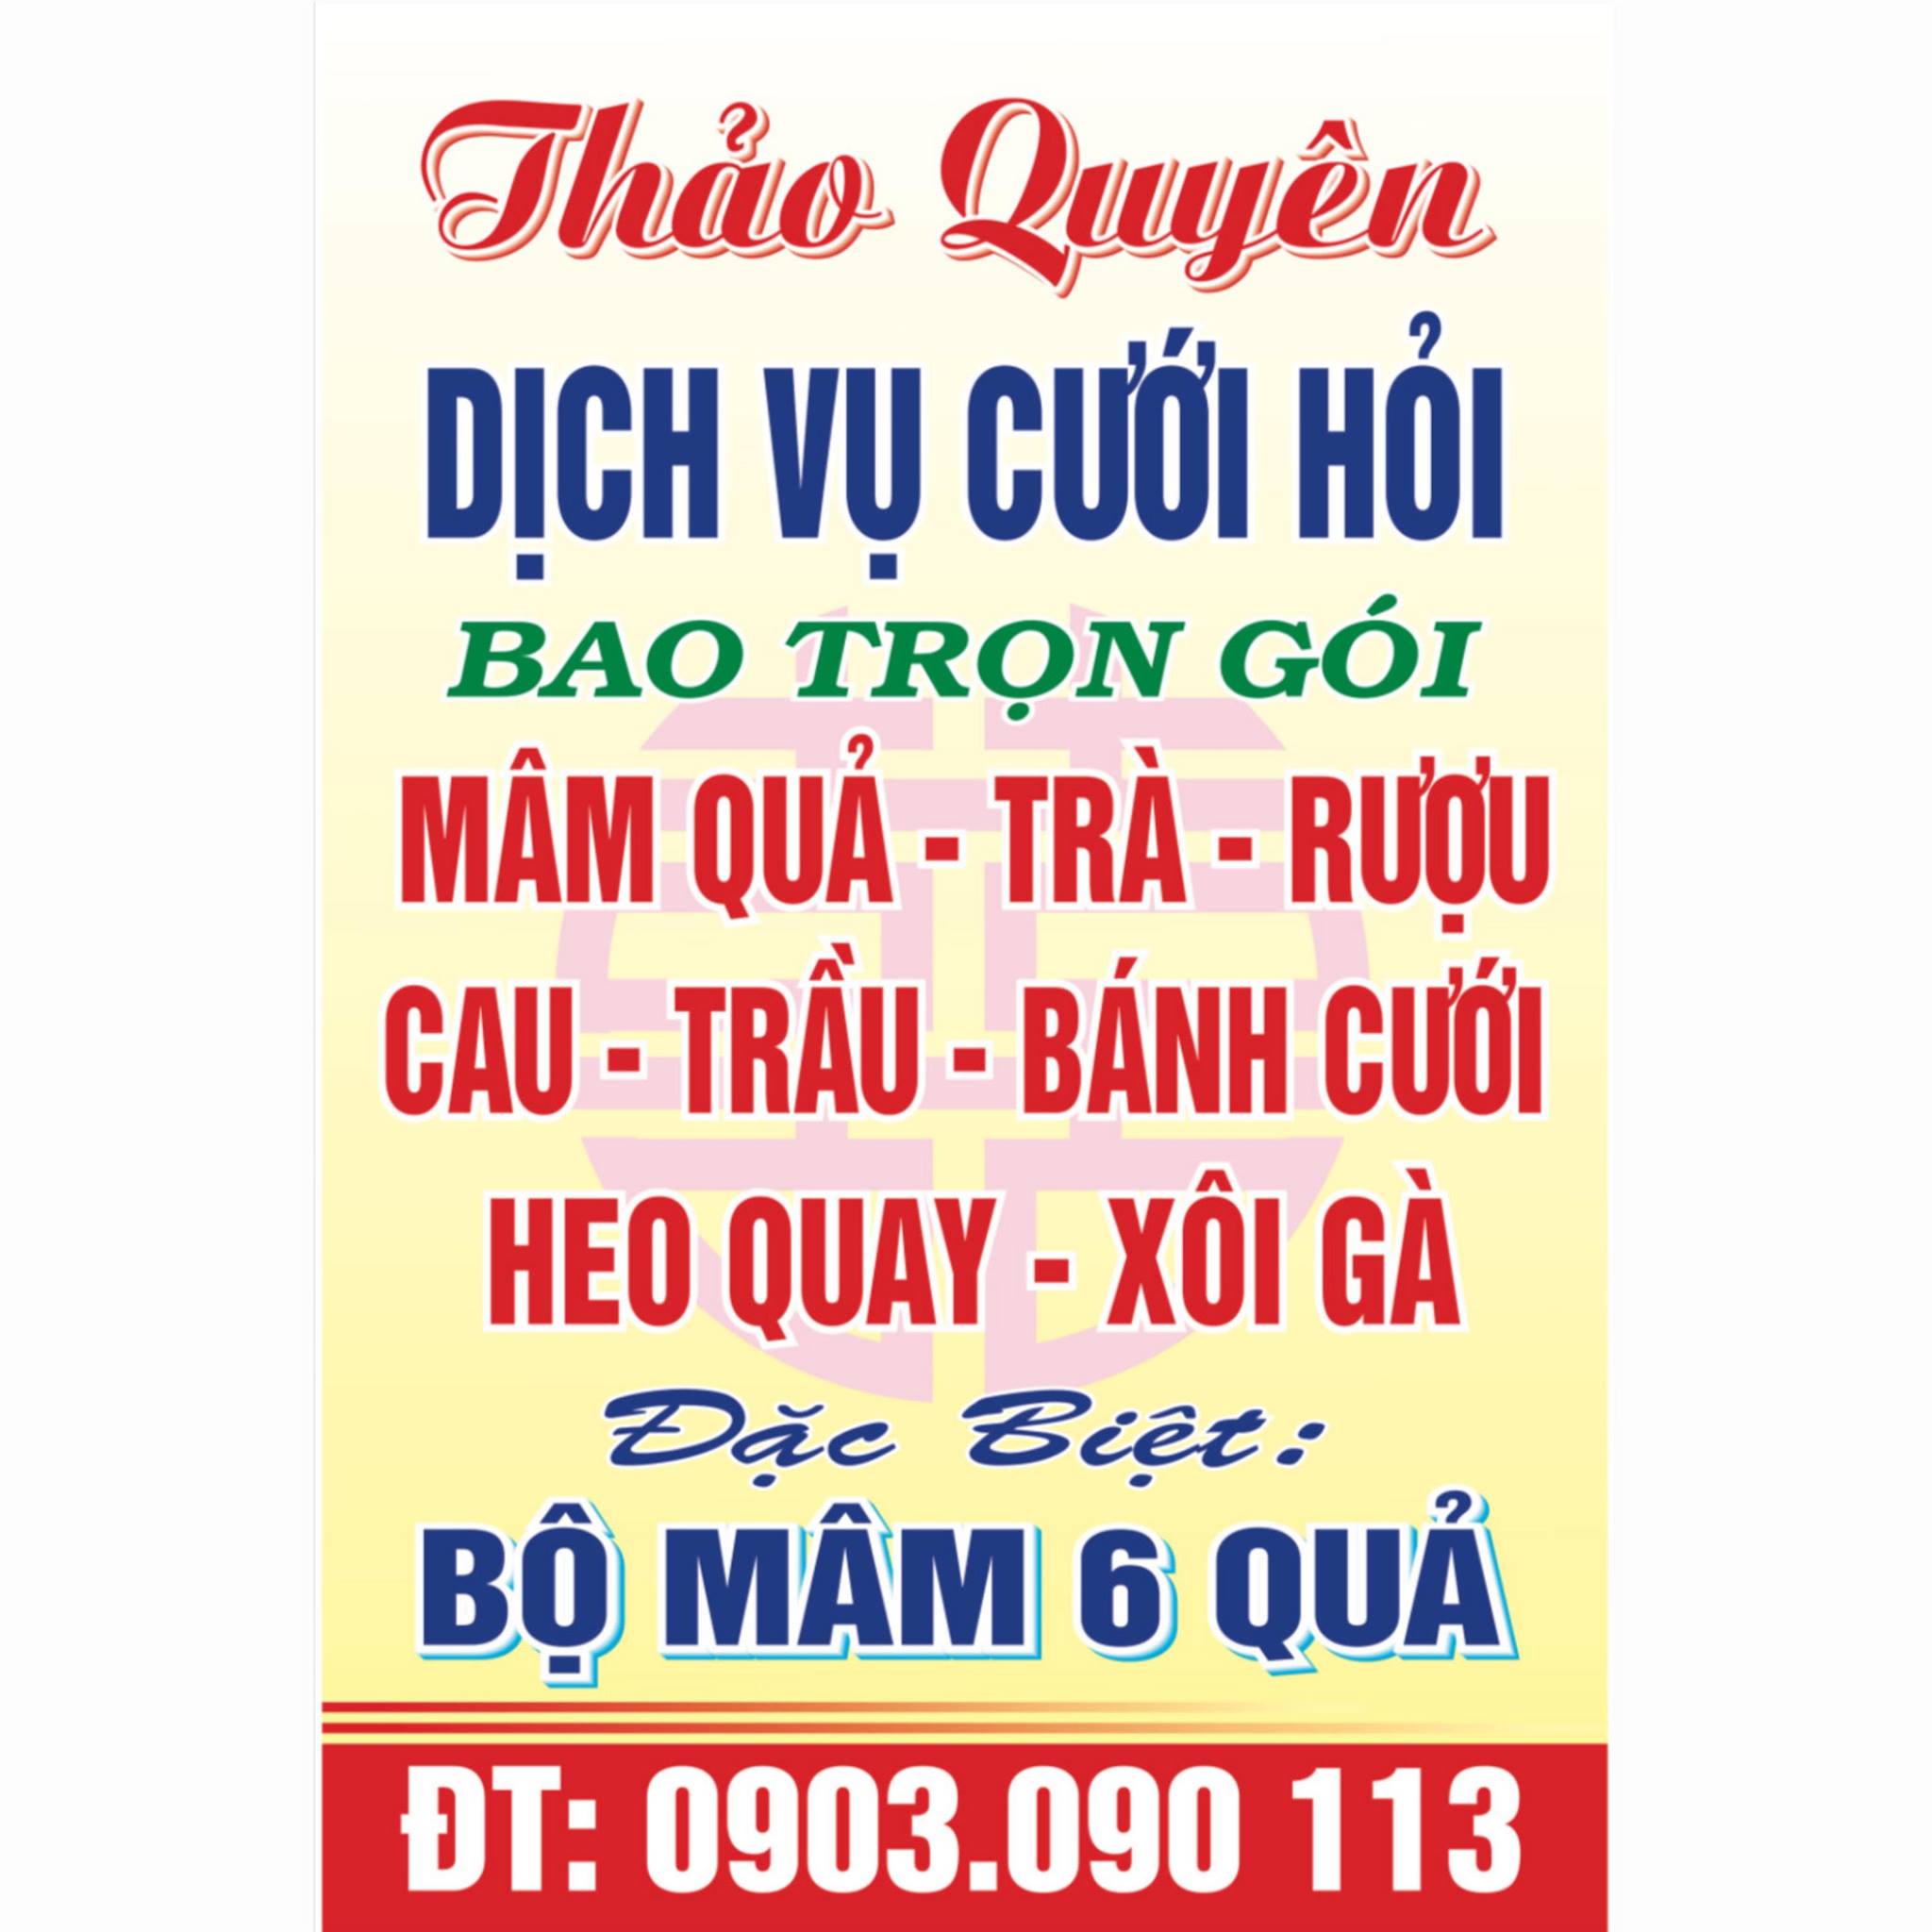 Thảo Quyên
DỊCH VỤ CƯỚI HỎI
BAO TRỌN GÓI
MÂM QUẢ - TRÀ - RƯỢU
CAU - TRẦU - BÁNH CƯỚI
HEO QUAY - XÔI GÀ
Đặc Biệt:
BỘ MÂM 6 QUẢ
ĐT: 0903.090 113